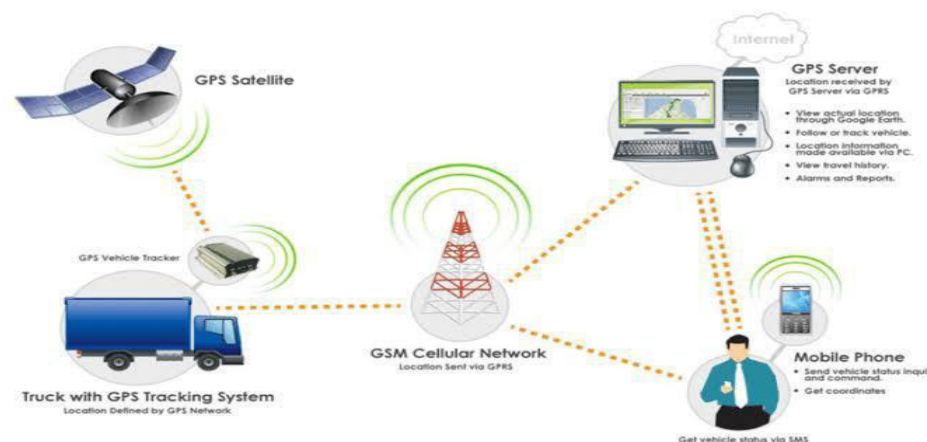 Internet
GPS Satellite
GPS Server
Location received by
GPS Server via GPRS
• View actual location
through Google Earth.
• Follow or track vehicle.
• Location information
made available via PC.
• View travel history.
• Alarms and Reports.
GPS Vehicle Tracker
GSM Cellular Network
Location Sent via GPRS
Truck with GPS Tracking System
Location Defined by GPS Network
Mobile Phone
• Send vehicle status inqui
and command.
• Get coordinates
Get vehicle status via SMS